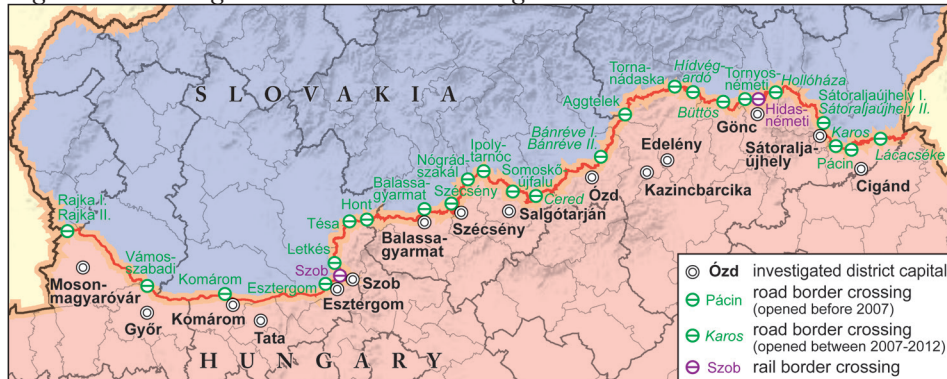 SLOVAKIA
Torna-
nádaska
Hidvég-
ardó
Tornyos-
németi
Hollóháza
Büttös
Hidas-
németi
Sátoraljaújhely I.
Sátoraljaújhely II.
Aggtelek
Gönc
Bánréve I.
Bánréve II.
Sátoralja-
újhely
Karos
Pácin
Lácacséke
Edelény
Kazincbarcika
Cigánd
Ipoly-
tarnóc
Nógrád-
szakál
Szécsény
Somoskő-
újfalu
Cered
Ózd
Salgótarján
Szécsény
Balassa-
gyarmat
Balassa-
gyarmat
Hont
Tésa
Letkés
Szob
Szob
Esztergom
Esztergom
Rajka I.
Rajka II.
Moson-
magyaróvár
Vámos-
szabadi
Győr
Komárom
Komárom
Tata
HUNGARY
Ózd investigated district capital
Pácin road border crossing
(opened before 2007)
Karos road border crossing
(opened between 2007-2012)
Szob rail border crossing